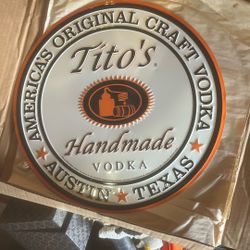 AMERICA'S ORIGINAL CRAFT VODKA
Tito's
Handmade
VODKA
AUSTIN ★ TEXAS